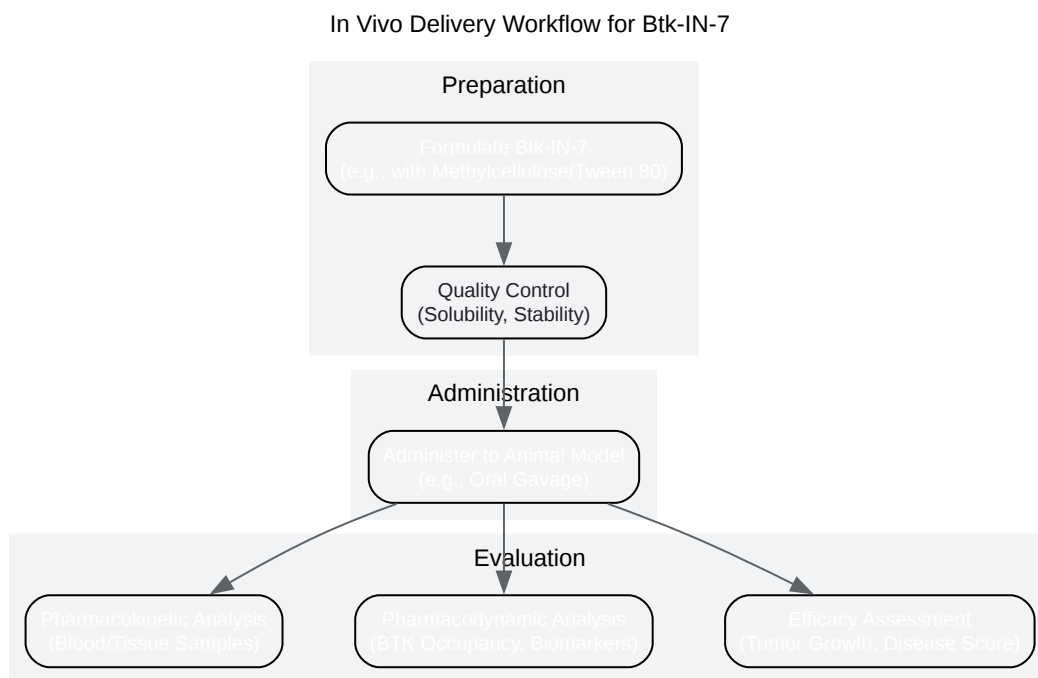 In Vivo Delivery Workflow for Btk-IN-7
Preparation
Formulate Btk-IN-7
(e.g., with Methylcellulose/Tween 80)
Quality Control
(Solubility, Stability)
Administration
Administer to Animal Model
(e.g., Oral Gavage)
Evaluation
Pharmacokinetic Analysis
(Blood/Tissue Samples)
Pharmacodynamic Analysis
(BTK Occupancy, Biomarkers)
Efficacy Assessment
(Tumor Growth, Disease Score)